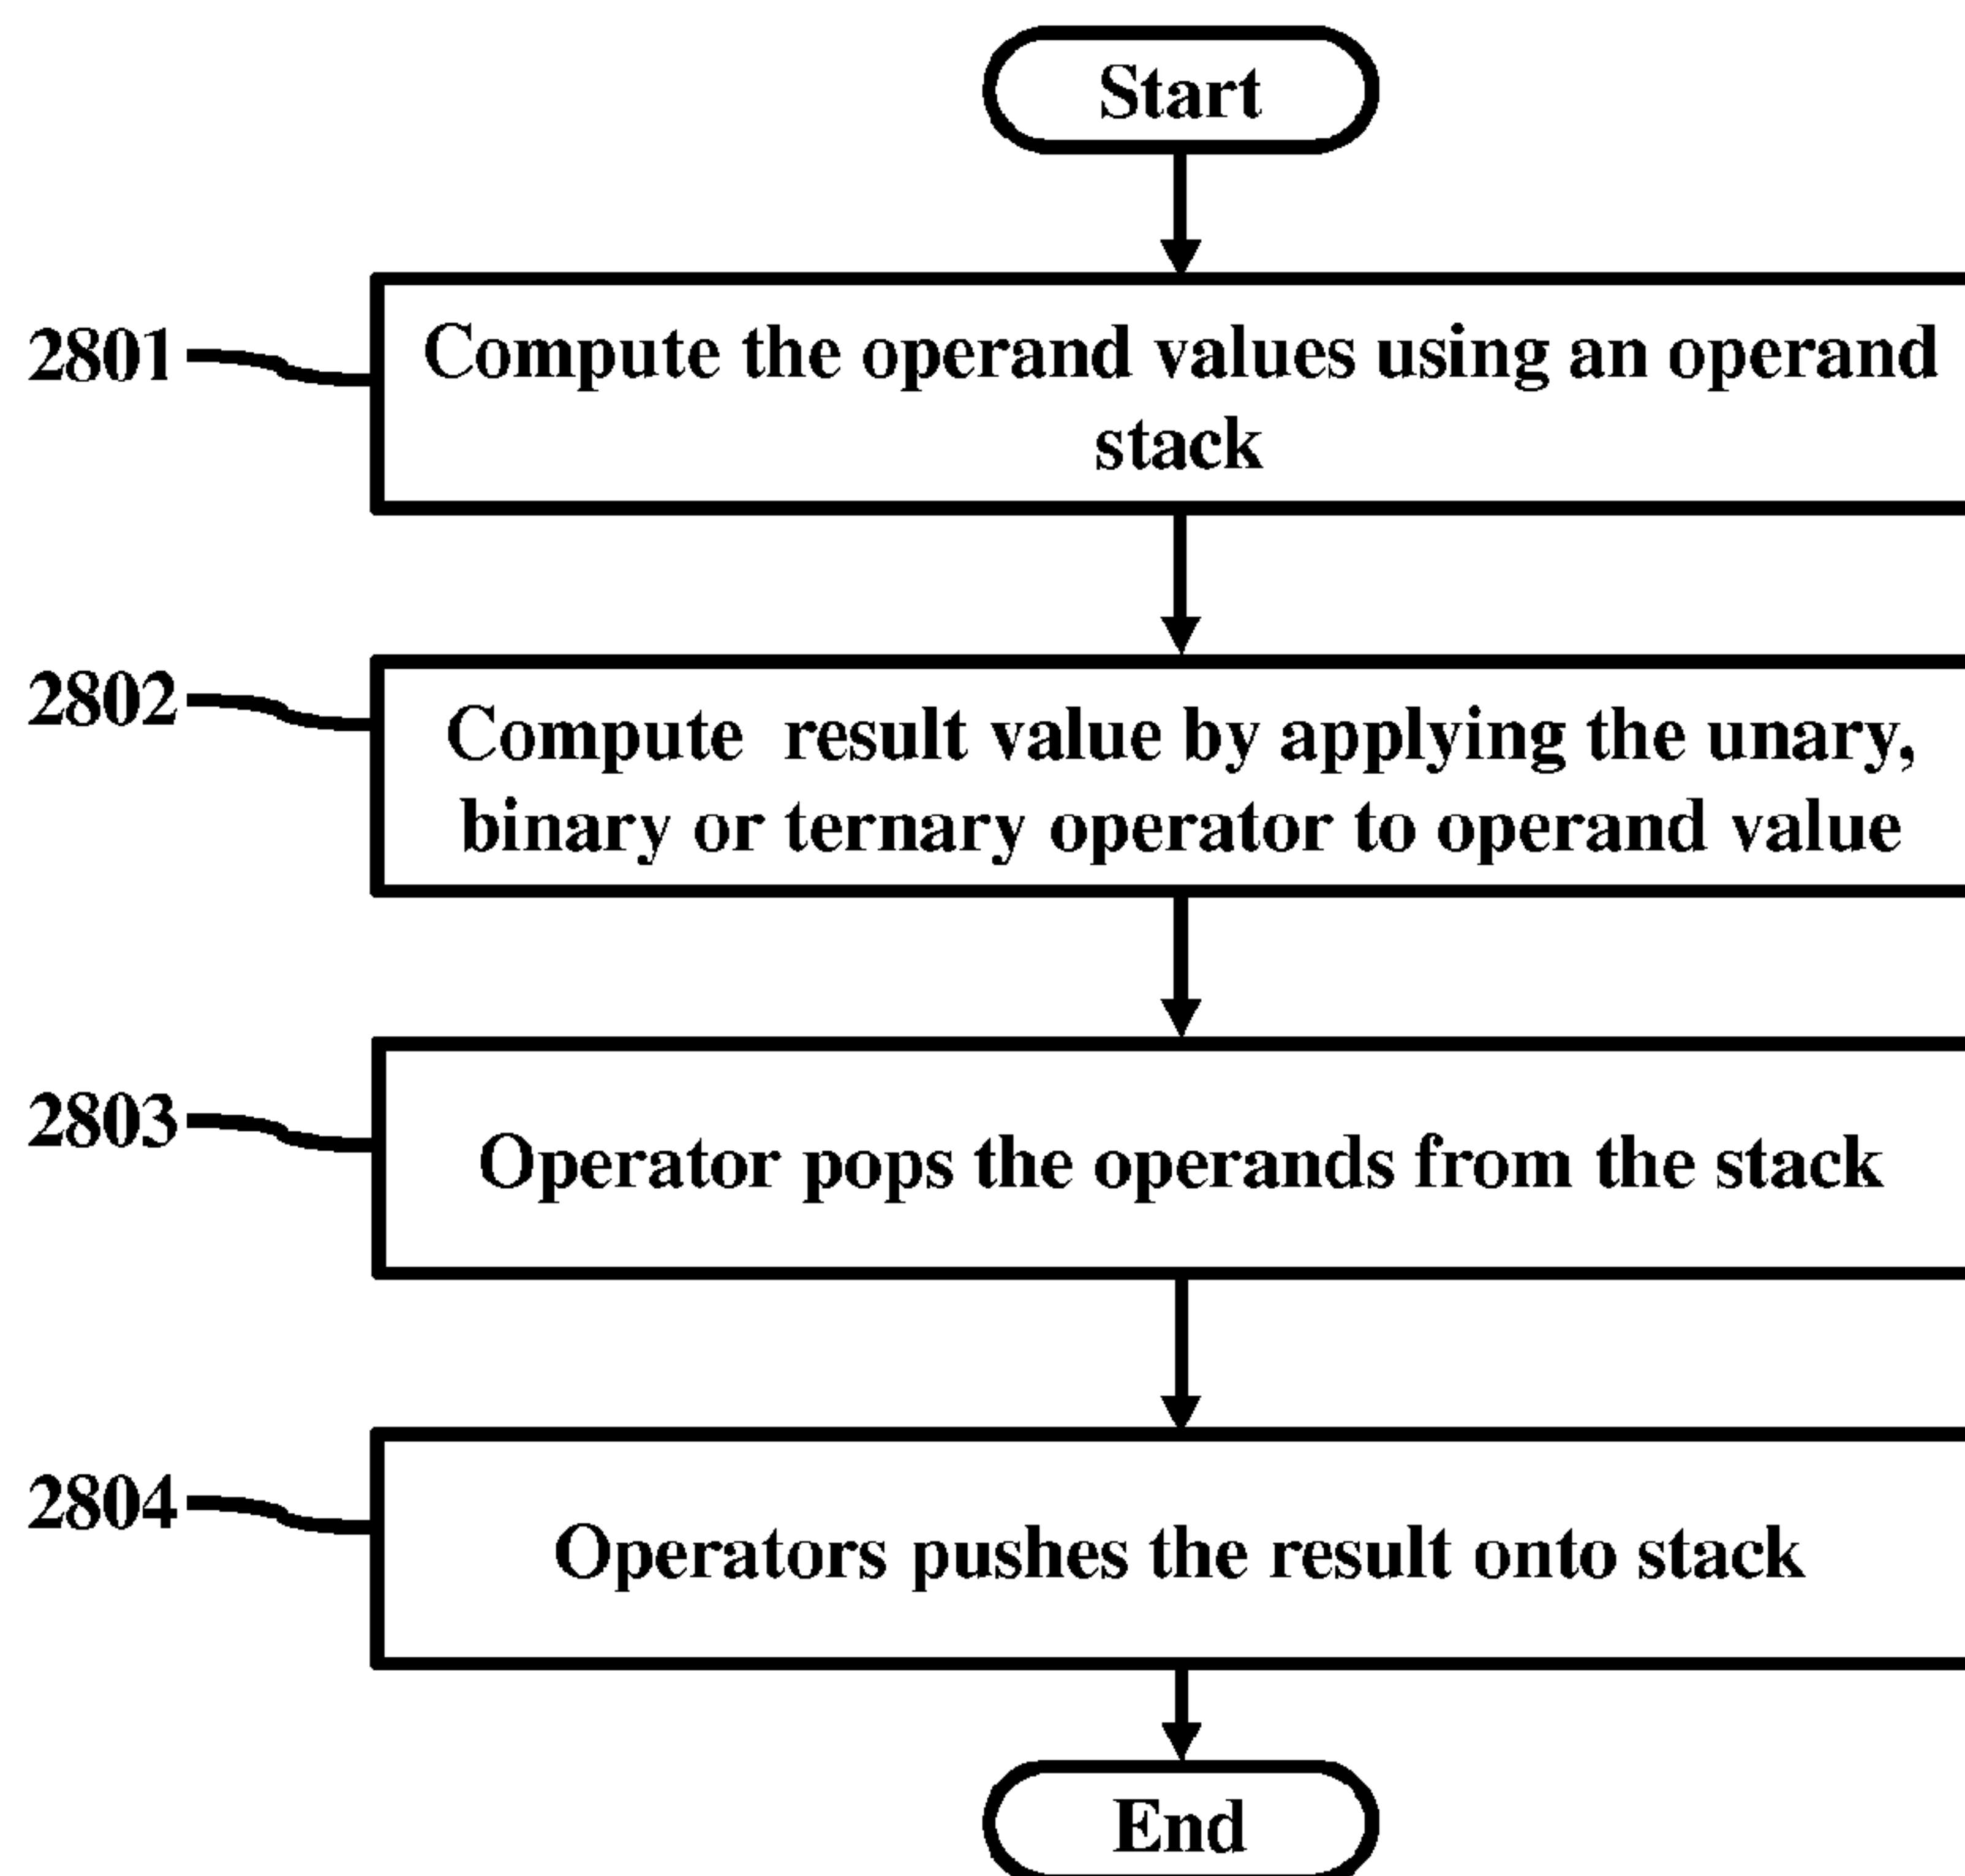 Start
2801
Compute the operand values using an operand
stack
2802
Compute result value by applying the unary,
binary or ternary operator to operand value
2803
Operator pops the operands from the stack
2804
Operators pushes the result onto stack
End